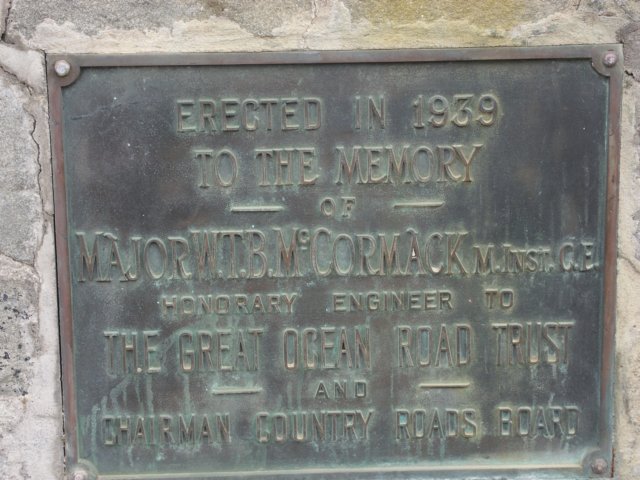 ERECTED IN 1939
TO THE MEMORY
OF
MAJOR W.T.B. McCORMACK M.INST.C.E.
HONORARY ENGINEER TO
THE GREAT OCEAN ROAD TRUST
AND
CHAIRMAN COUNTRY ROADS BOARD